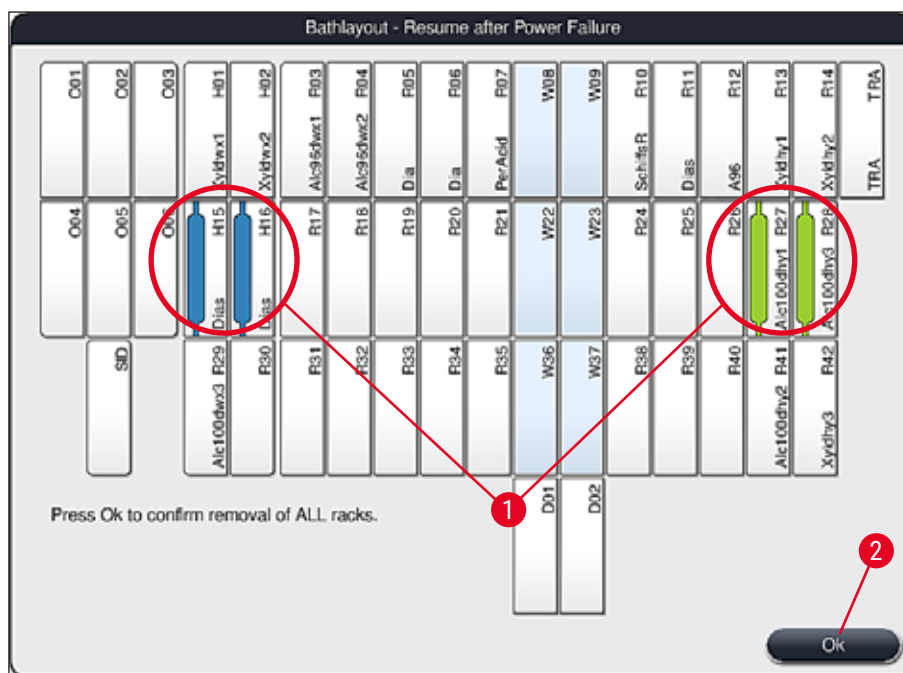 Bathlayout - Resume after Power Failure
O01
O02
O03
Xyldwx1 H01
Xyldwx2 H02
Alc96dwx1 R03
Alc96dwx2 R04
Dia R05
Dia R06
PerAcid R07
W08
W09
SchiffsR R10
Dias R11
A96 R12
Xyldhy1 R13
Xyldhy2 R14
TRA TRA
O04
O05
O06
Dias H15
Dias H16
R17
R18
R19
R20
R21
W22
W23
R24
R25
R26
Alc100dhy1 R27
Alc100dhy3 R28
SID
Alc100dwx3 R29
R30
R31
R32
R33
R34
R35
W36
W37
R38
R39
R40
Alc100dhy2 R41
Xyldhy3 R42
D01
D02
Press Ok to confirm removal of ALL racks.
1
2
Ok